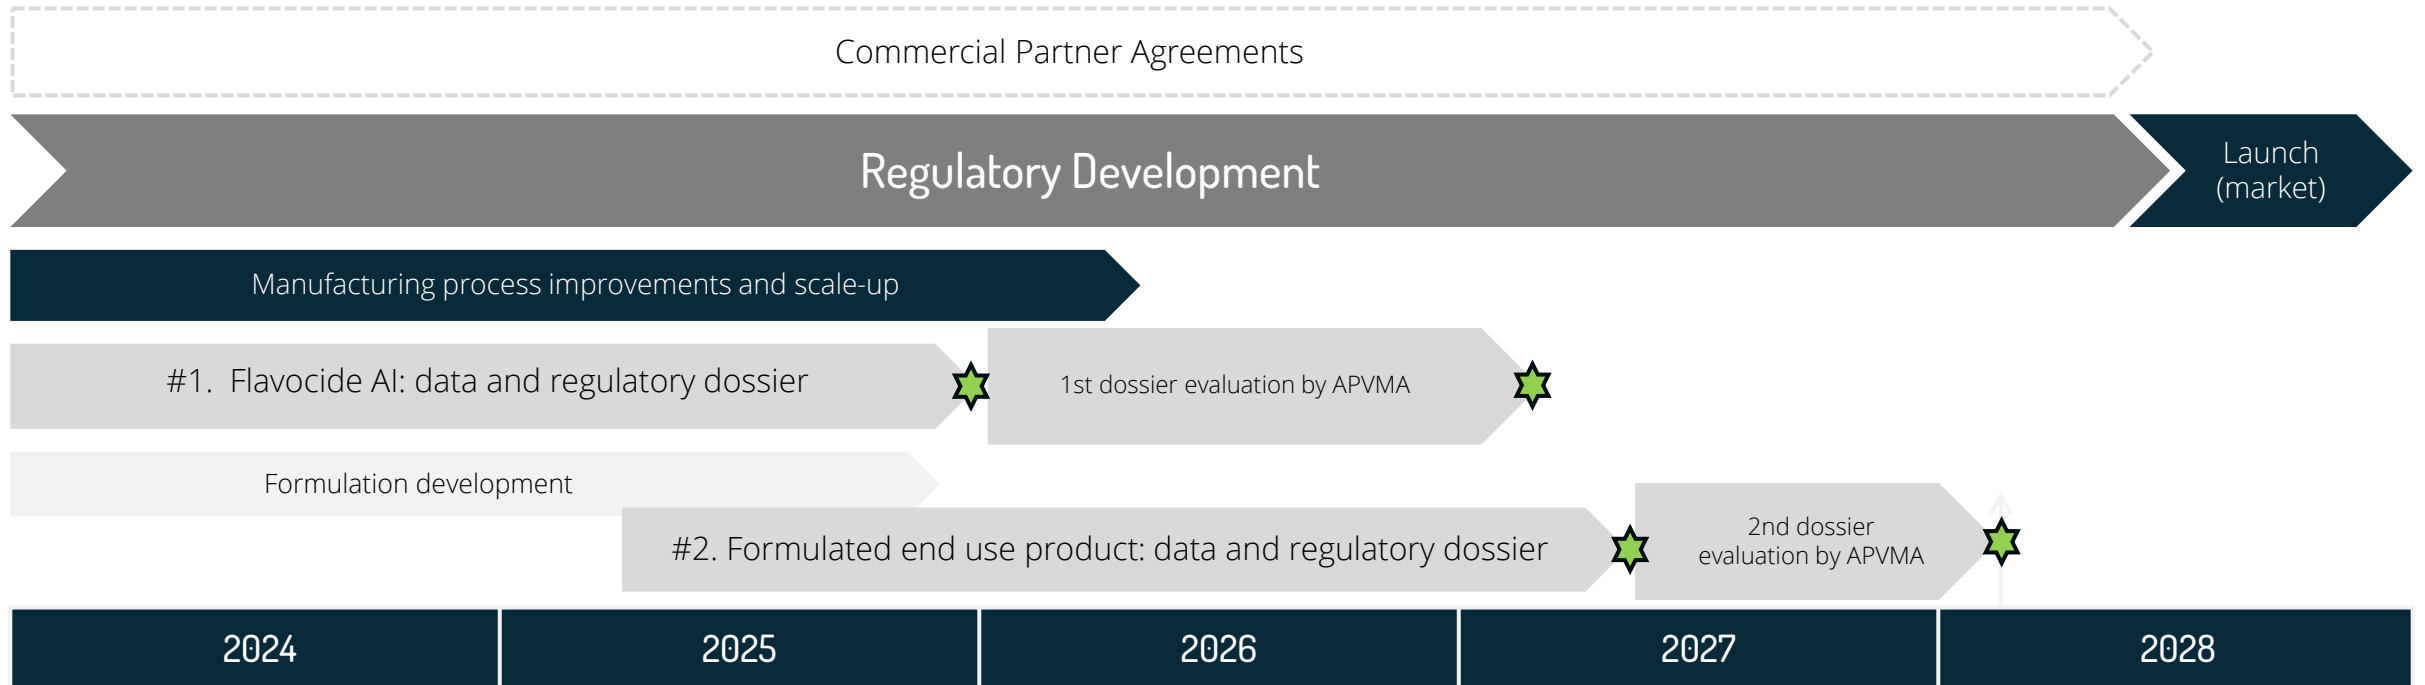 Commercial Partner Agreements
Regulatory Development
Launch
(market)
Manufacturing process improvements and scale-up
#1. Flavocide AI: data and regulatory dossier
1st dossier evaluation by APVMA
Formulation development
#2. Formulated end use product: data and regulatory dossier
2nd dossier
evaluation by APVMA
2024
2025
2026
2027
2028